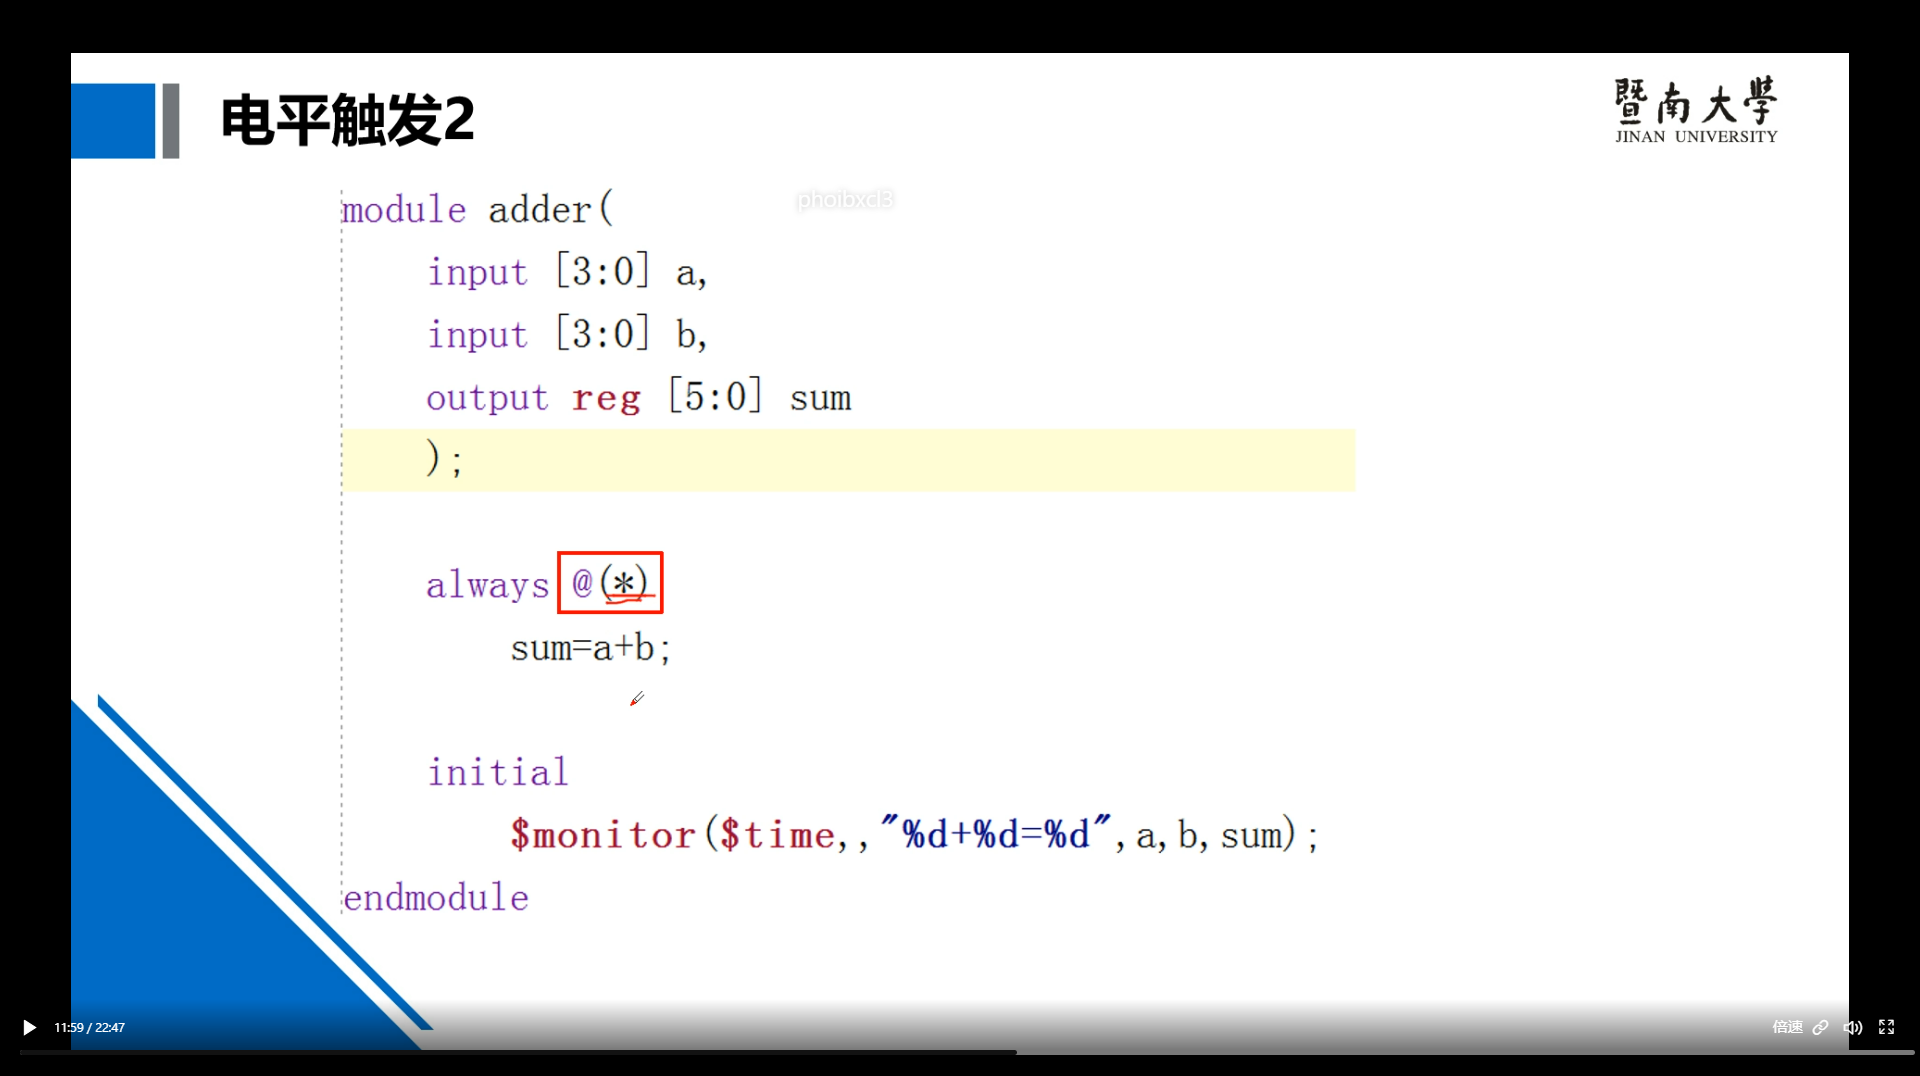 电平触发2
暨南大學
JINAN UNIVERSITY
phoibxcl3
module adder(
input [3:0] a,
input [3:0] b,
output reg [5:0] sum
);
always @(*)
sum=a+b;
initial
$monitor($time,,"%d+%d=%d",a,b,sum);
endmodule
11:59 / 22:47
倍速